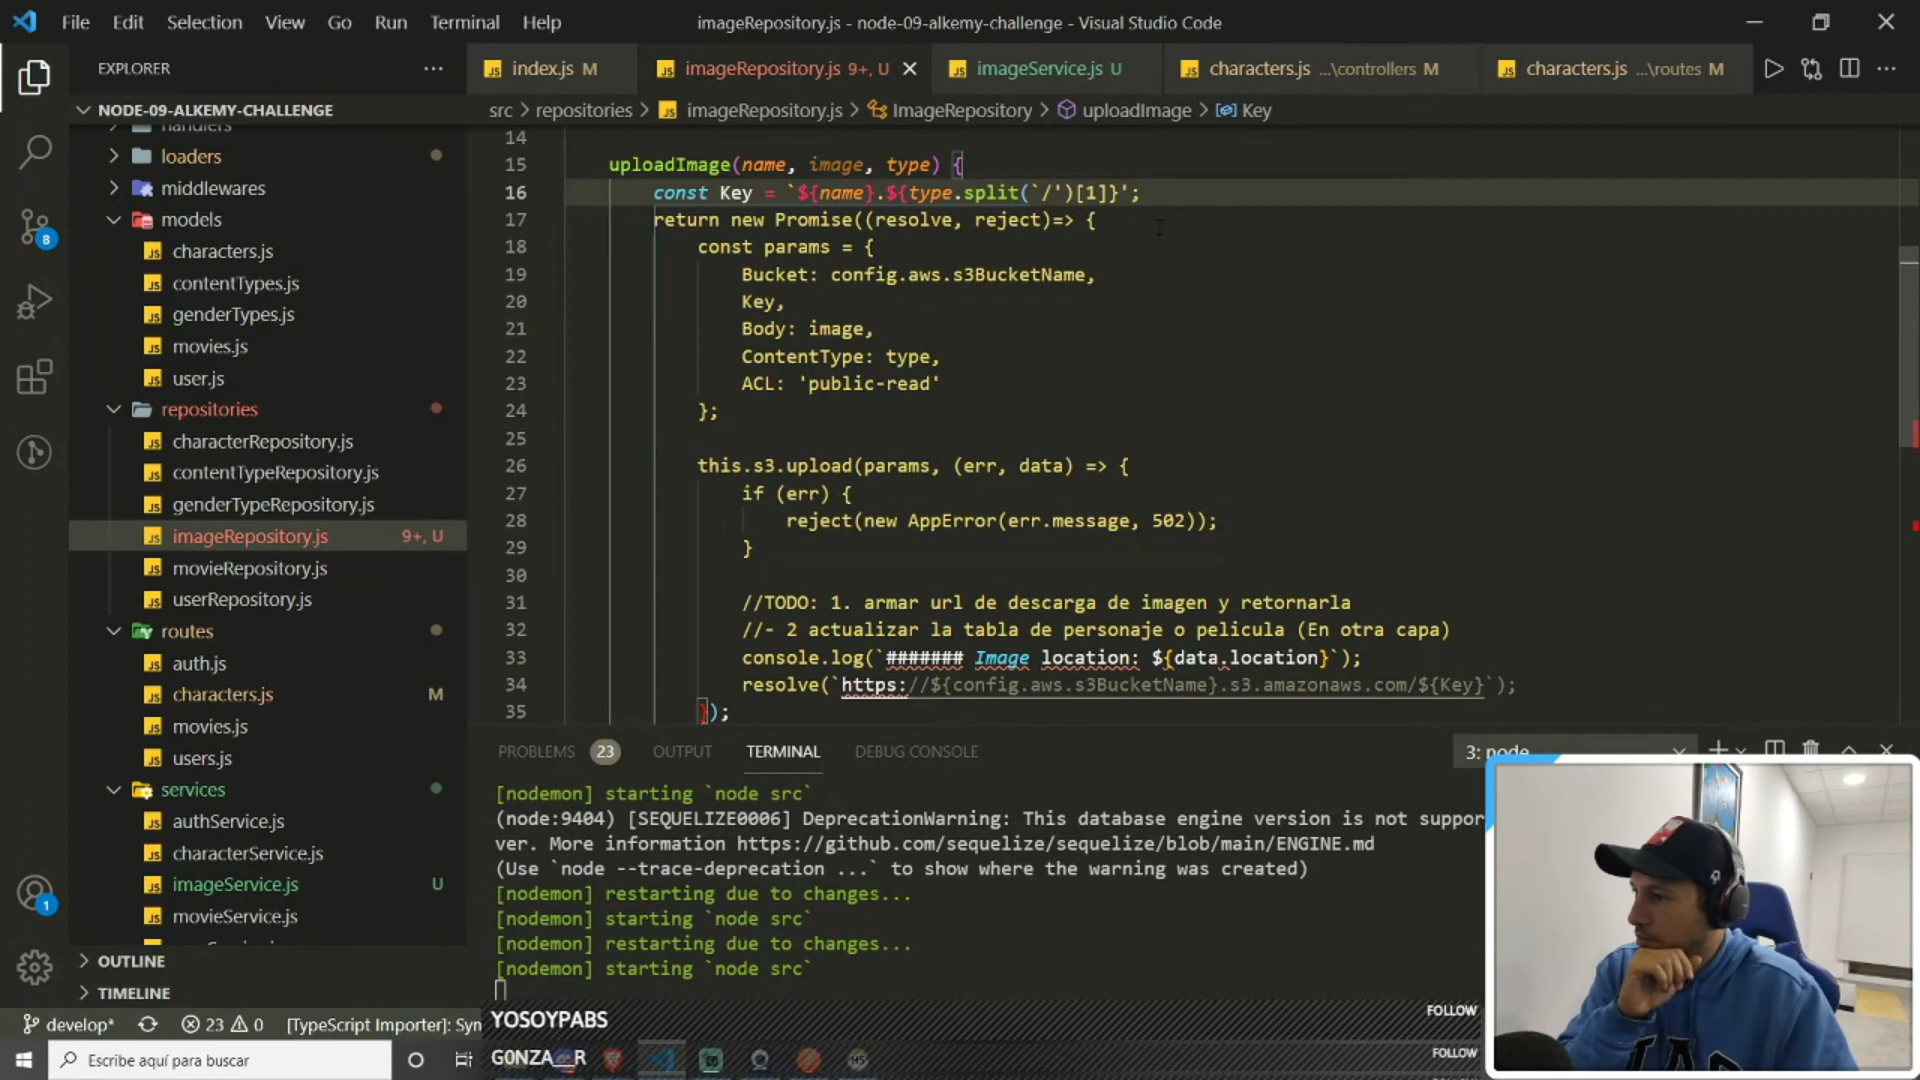 File Edit Selection View Go Run Terminal Help
imageRepository.js - node-09-alkemy-challenge - Visual Studio Code
EXPLORER
index.js M
imageRepository.js 9+, U
imageService.js U
characters.js ...\controllers M
characters.js ...\routes M
NODE-09-ALKEMY-CHALLENGE
src > repositories > imageRepository.js > ImageRepository > uploadImage > Key
handlers
loaders
middlewares
models
characters.js
contentTypes.js
genderTypes.js
movies.js
user.js
repositories
characterRepository.js
contentTypeRepository.js
genderTypeRepository.js
imageRepository.js 9+, U
movieRepository.js
userRepository.js
routes
auth.js
characters.js M
movies.js
users.js
services
authService.js
characterService.js
imageService.js U
movieService.js
OUTLINE
TIMELINE
8
1
14
15 uploadImage(name, image, type) {
16 const Key = `${name}.${type.split(`/')[1]}';
17 return new Promise((resolve, reject)=> {
18 const params = {
19 Bucket: config.aws.s3BucketName,
20 Key,
21 Body: image,
22 ContentType: type,
23 ACL: 'public-read'
24 };
25
26 this.s3.upload(params, (err, data) => {
27 if (err) {
28 reject(new AppError(err.message, 502));
29 }
30
31 //TODO: 1. armar url de descarga de imagen y retornarla
32 //- 2 actualizar la tabla de personaje o pelicula (En otra capa)
33 console.log(`####### Image location: ${data.location}`);
34 resolve(`https://${config.aws.s3BucketName}.s3.amazonaws.com/${Key}`);
35 });
PROBLEMS 23 OUTPUT TERMINAL DEBUG CONSOLE
3: node
[nodemon] starting `node src`
(node:9404) [SEQUELIZE0006] DeprecationWarning: This database engine version is not suppor
ver. More information https://github.com/sequelize/sequelize/blob/main/ENGINE.md
(Use `node --trace-deprecation ...` to show where the warning was created)
[nodemon] restarting due to changes...
[nodemon] starting `node src`
[nodemon] restarting due to changes...
[nodemon] starting `node src`
develop* 23 0 [TypeScript Importer]: Syn
YOSOYPABS FOLLOW
Escribe aquí para buscar
G0NZA__R FOLLOW